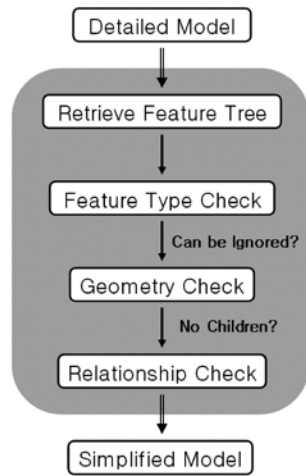 Detailed Model
Retrieve Feature Tree
Feature Type Check
Can be Ignored?
Geometry Check
No Children?
Relationship Check
Simplified Model